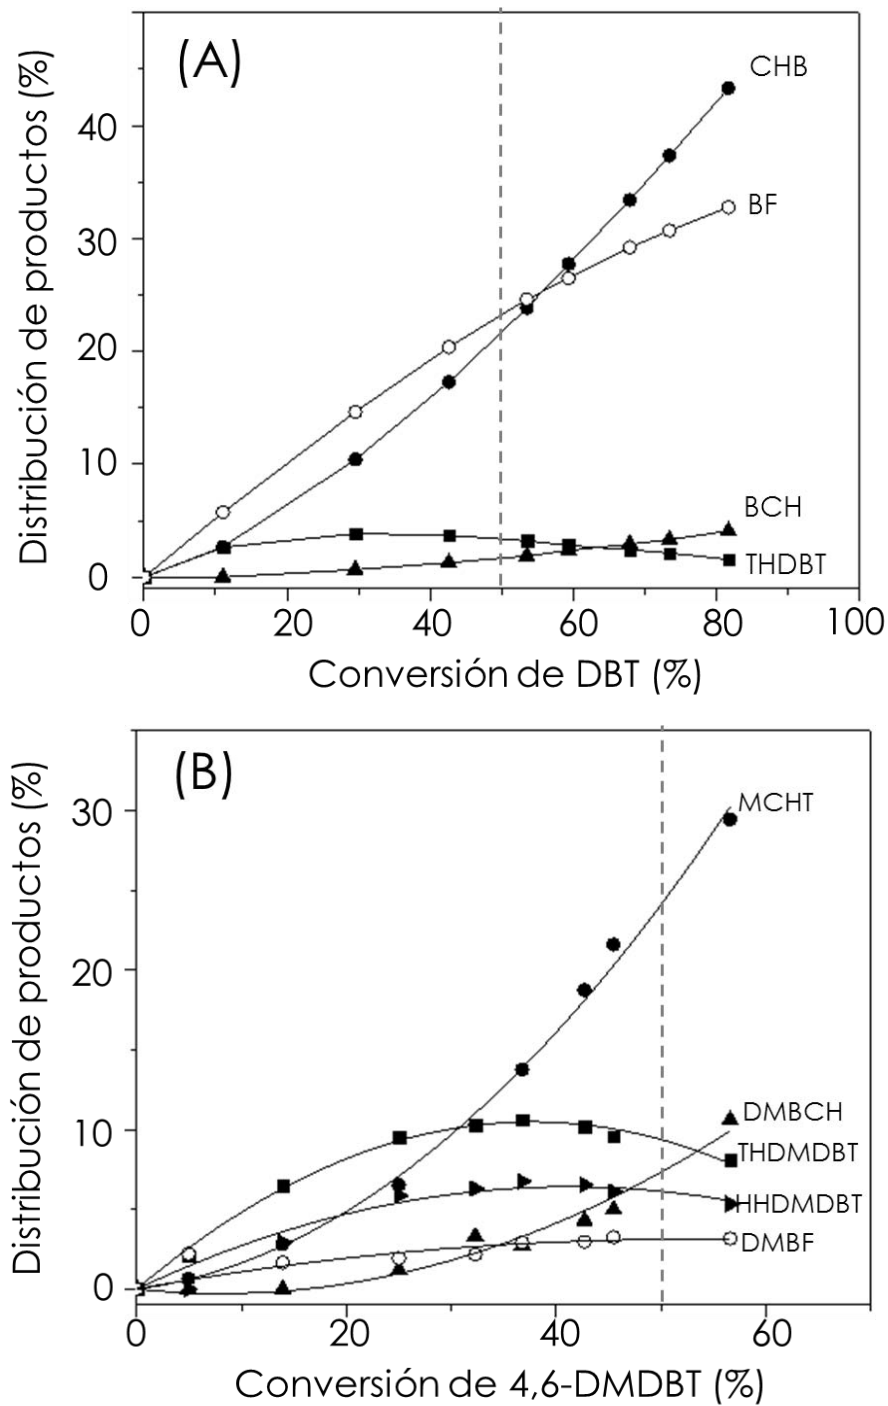 (A)
CHB
BF
BCH
THDBT
Distribución de productos (%)
40
30
20
10
0
0 20 40 60 80 100
Conversión de DBT (%)
(B)
MCHT
DMBCH
THDMDBT
HHDMDBT
DMBF
Distribución de productos (%)
30
20
10
0
0 20 40 60
Conversión de 4,6-DMDBT (%)